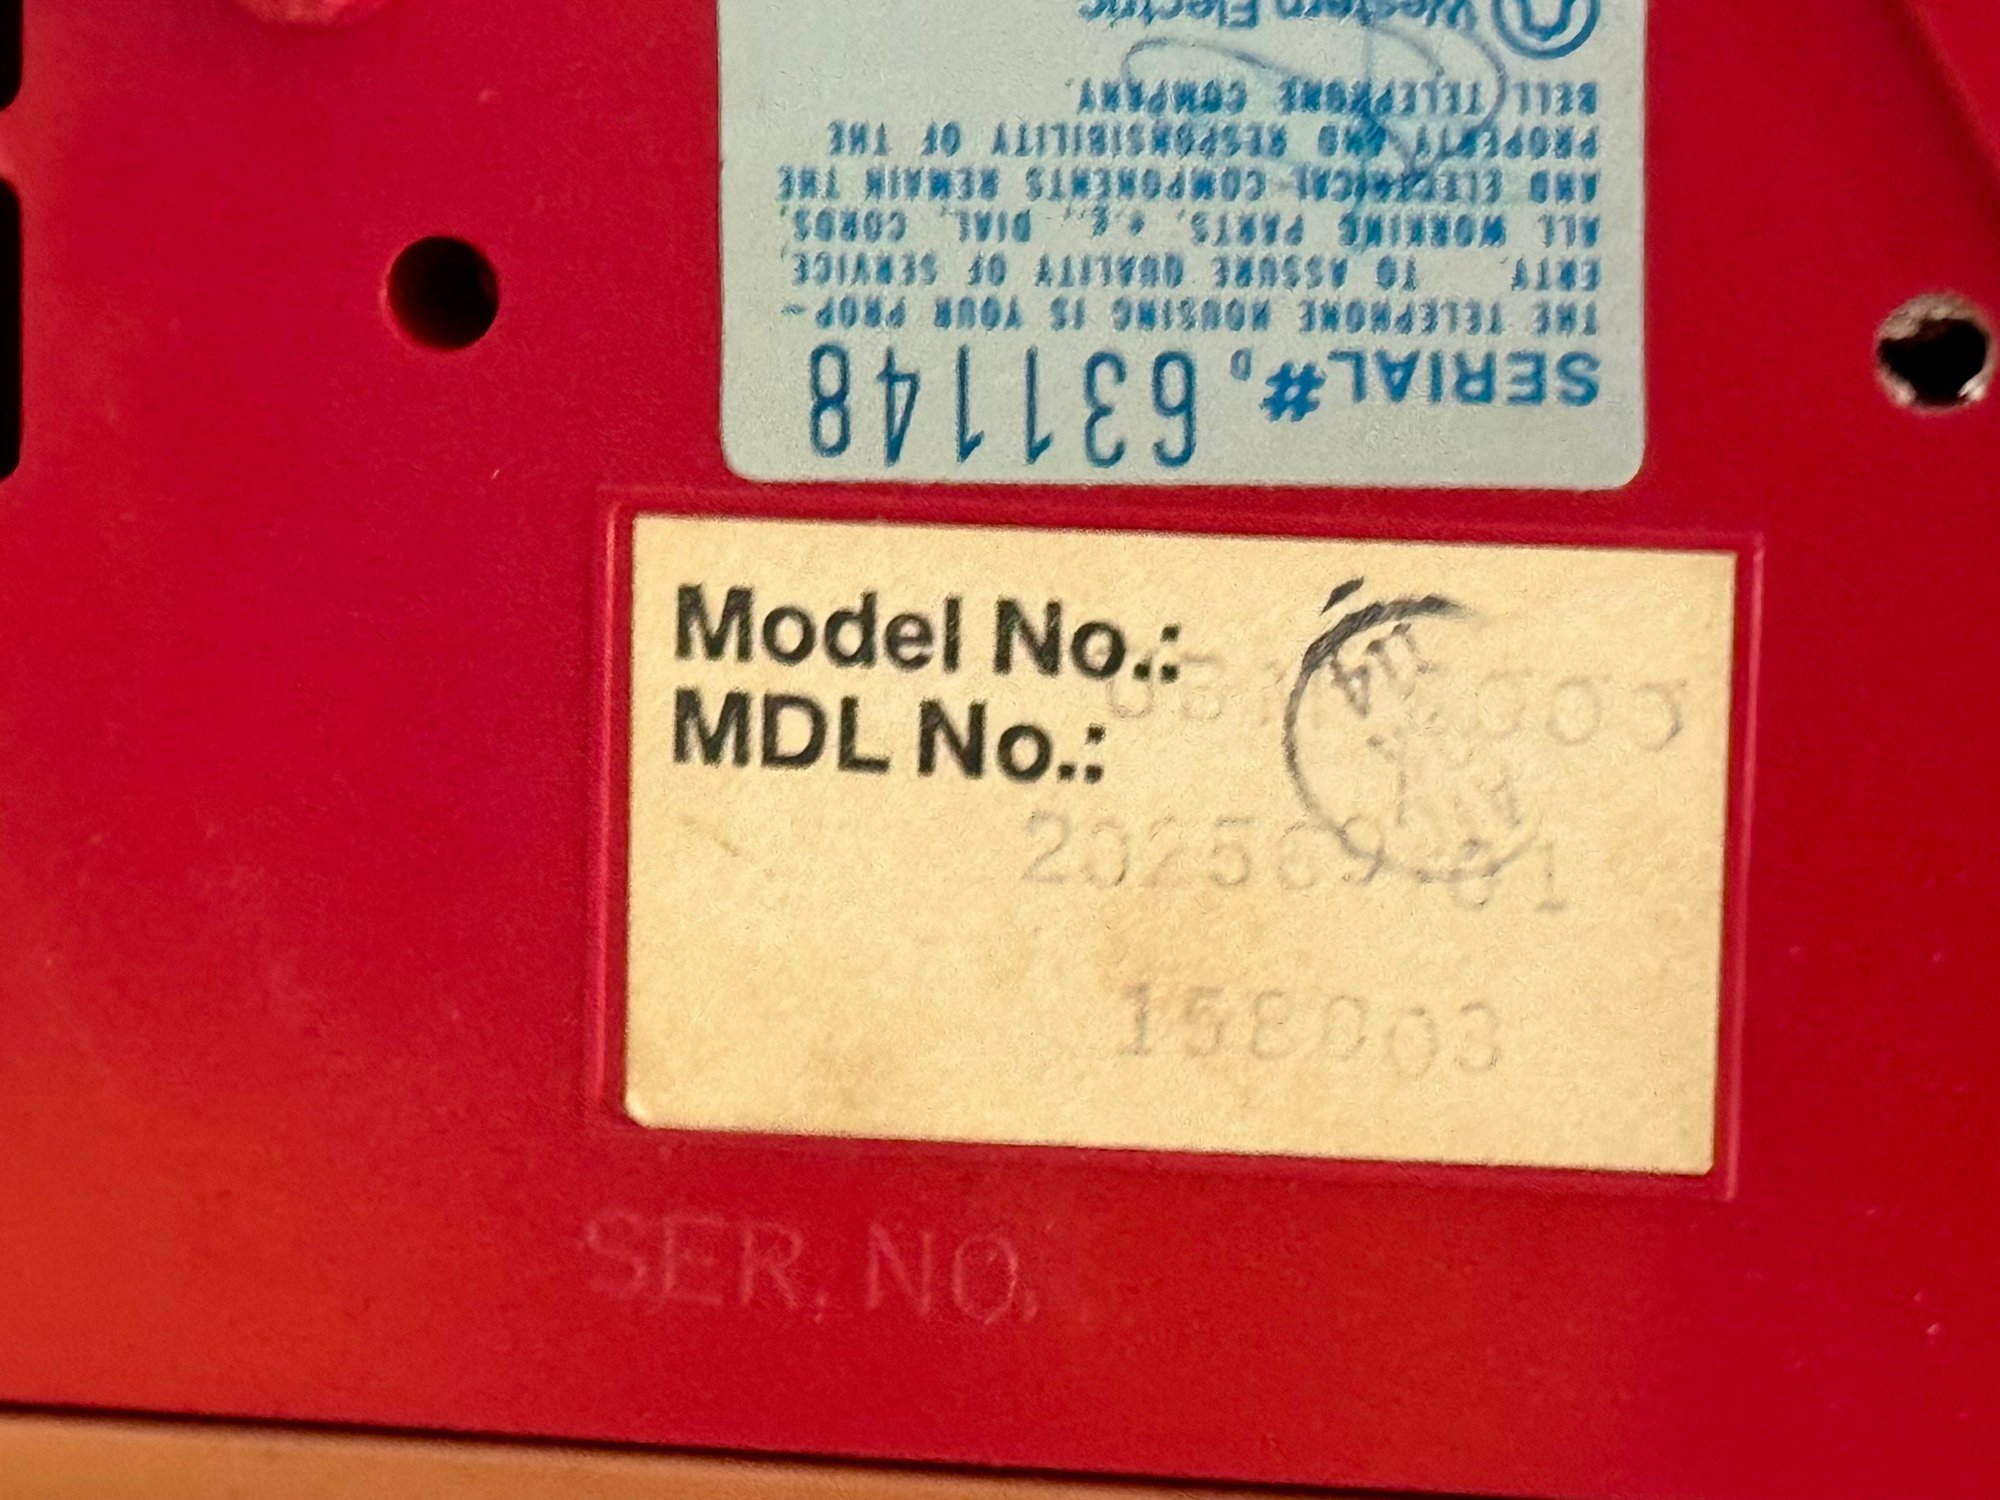 Western Electric
BELL TELEPHONE COMPANY.
PROPERTY AND RESPONSIBILITY OF THE
AND ELECTRICAL COMPONENTS REMAIN THE
ALL WORKING PARTS, e.g., DIAL, CORDS,
ERTY TO ASSURE QUALITY OF SERVICE,
THE TELEPHONE HOUSING IS YOUR PROP-
SERIAL#, 631148
Model No.:
MDL No.:
202569-01
158003
SER. NO.